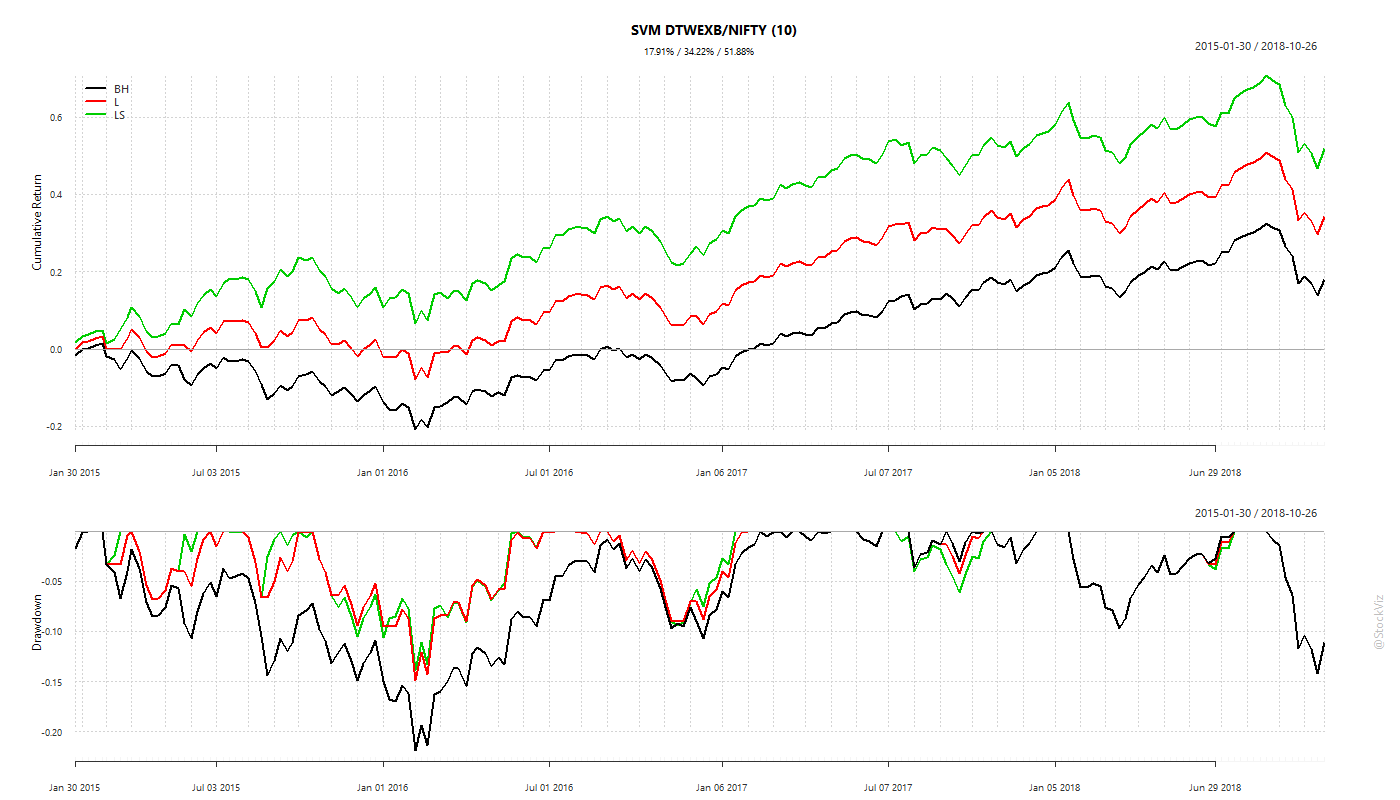 SVM DTWEXB/NIFTY (10)
17.91% / 34.22% / 51.88%
2015-01-30 / 2018-10-26
BH
L
LS
Cumulative Return
0.6
0.4
0.2
0.0
-0.2
Jan 30 2015 Jul 03 2015 Jan 01 2016 Jul 01 2016 Jan 06 2017 Jul 07 2017 Jan 05 2018 Jun 29 2018
2015-01-30 / 2018-10-26
Drawdown
-0.05
-0.10
-0.15
-0.20
Jan 30 2015 Jul 03 2015 Jan 01 2016 Jul 01 2016 Jan 06 2017 Jul 07 2017 Jan 05 2018 Jun 29 2018
@StockViz